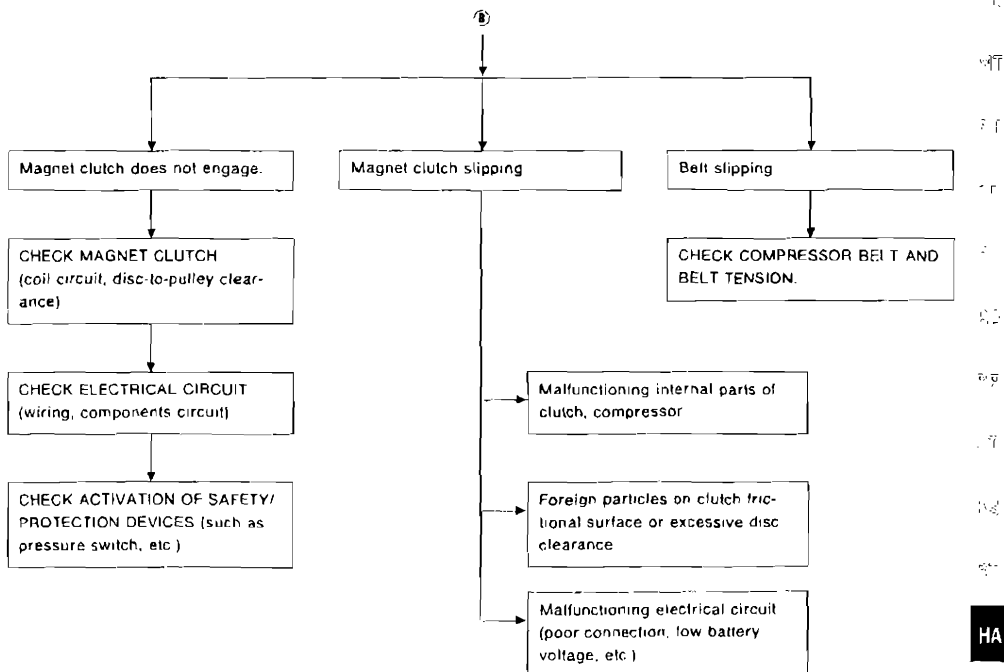 B
Magnet clutch does not engage.
Magnet clutch slipping
Belt slipping
CHECK MAGNET CLUTCH
(coil circuit, disc-to-pulley clear-
ance)
CHECK COMPRESSOR BELT AND
BELT TENSION.
CHECK ELECTRICAL CIRCUIT
(wiring, components circuit)
CHECK ACTIVATION OF SAFETY/
PROTECTION DEVICES (such as
pressure switch, etc.)
Malfunctioning internal parts of
clutch, compressor
Foreign particles on clutch fric-
tional surface or excessive disc
clearance
Malfunctioning electrical circuit
(poor connection, low battery
voltage, etc.)
HA